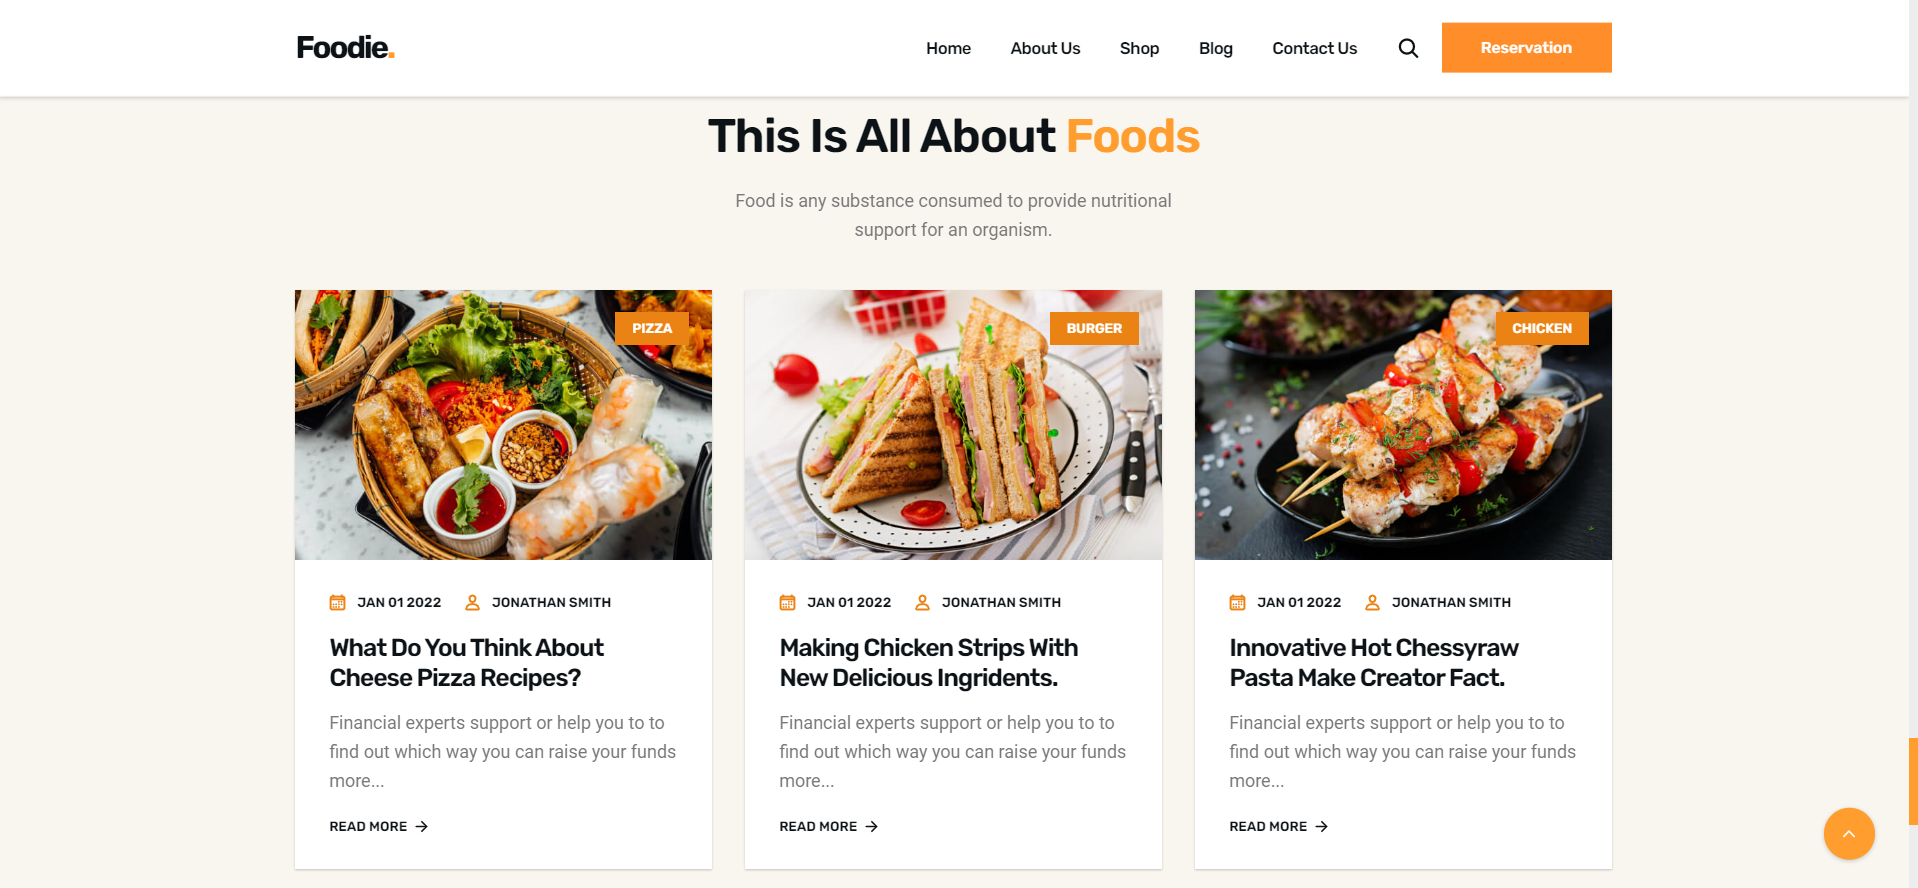 Foodie.
Home
About Us
Shop
Blog
Contact Us
Reservation
This Is All About Foods
Food is any substance consumed to provide nutritional
support for an organism.
PIZZA
JAN 01 2022
JONATHAN SMITH
What Do You Think About
Cheese Pizza Recipes?
Financial experts support or help you to to
find out which way you can raise your funds
more...
READ MORE
BURGER
JAN 01 2022
JONATHAN SMITH
Making Chicken Strips With
New Delicious Ingridents.
Financial experts support or help you to to
find out which way you can raise your funds
more...
READ MORE
CHICKEN
JAN 01 2022
JONATHAN SMITH
Innovative Hot Chessyraw
Pasta Make Creator Fact.
Financial experts support or help you to to
find out which way you can raise your funds
more...
READ MORE